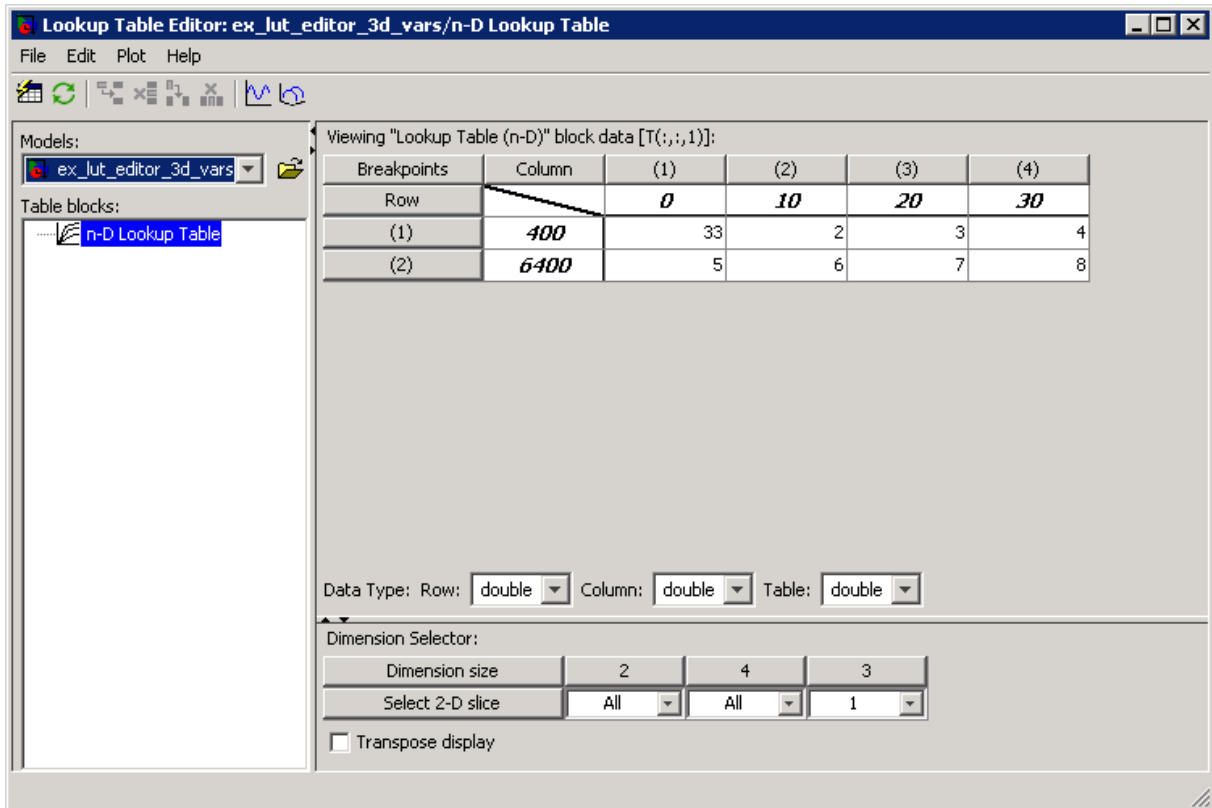 Lookup Table Editor: ex_lut_editor_3d_vars/n-D Lookup Table
File Edit Plot Help
Models:
ex_lut_editor_3d_vars
Table blocks:
n-D Lookup Table
Viewing "Lookup Table (n-D)" block data [T(:,:,1)]:
Breakpoints Column (1) (2) (3) (4)
Row 0 10 20 30
(1) 400 33 2 3 4
(2) 6400 5 6 7 8
Data Type: Row: double Column: double Table: double
Dimension Selector:
Dimension size 2 4 3
Select 2-D slice All All 1
Transpose display